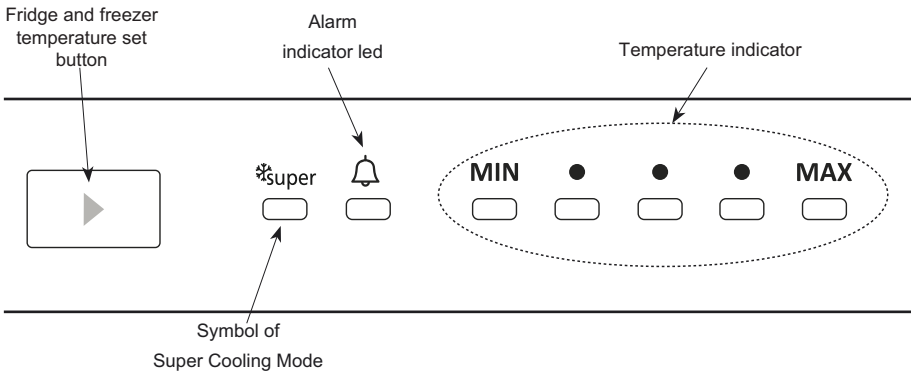 Fridge and freezer
temperature set
button
Alarm
indicator led
Temperature indicator
super
MIN
MAX
Symbol of
Super Cooling Mode